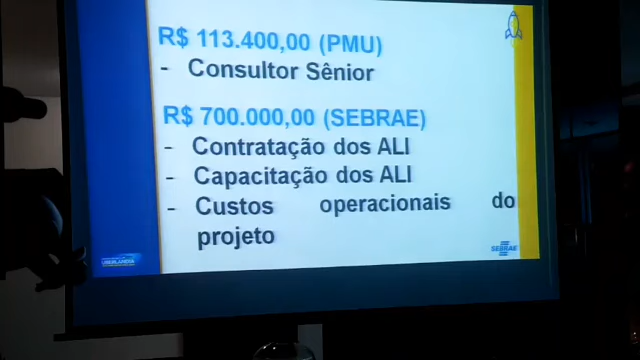 R$ 113.400,00 (PMU)
- Consultor Sênior
R$ 700.000,00 (SEBRAE)
- Contratação dos ALI
- Capacitação dos ALI
- Custos operacionais do
projeto
SEBRAE
UBERLÂNDIA